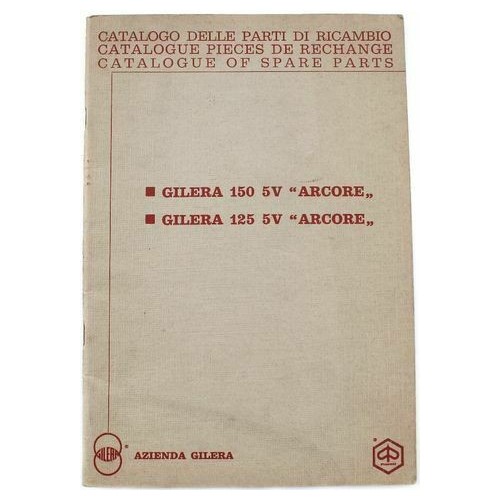 CATALOGO DELLE PARTI DI RICAMBIO
CATALOGUE PIECES DE RECHANGE
CATALOGUE OF SPARE PARTS
■ GILERA 150 5V “ARCORE„
■ GILERA 125 5V “ARCORE„
GILERA ® AZIENDA GILERA
®